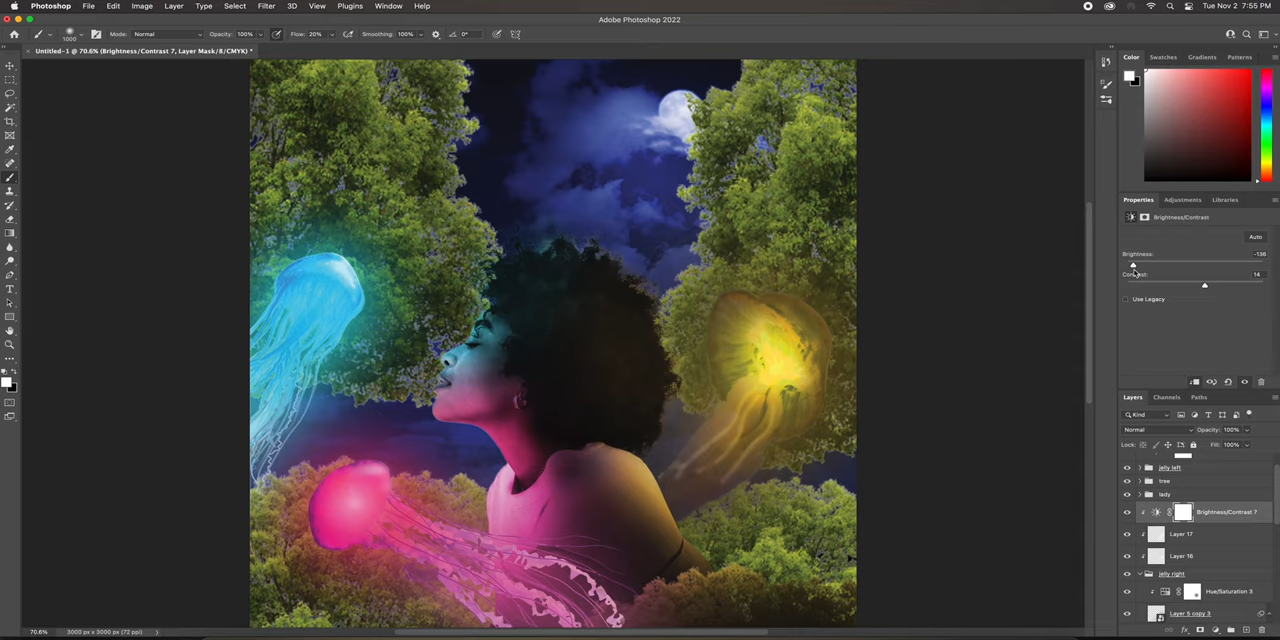 Photoshop File Edit Image Layer Type Select Filter 3D View Plugins Window Help Tue Nov 2 7:55 PM
Adobe Photoshop 2022
Mode: Normal Opacity: 100% Flow: 20% Smoothing: 100% 0°
1000
Untitled-1 @ 70.6% (Brightness/Contrast 7, Layer Mask/8/CMYK) *
Color Swatches Gradients Patterns
Properties Adjustments Libraries
Brightness/Contrast
Auto
Brightness: -136
Contrast: 14
Use Legacy
Layers Channels Paths
Kind
Normal Opacity: 100%
Lock: Fill: 100%
jelly left
tree
lady
Brightness/Contrast 7
Layer 17
Layer 16
jelly right
Hue/Saturation 3
Layer 5 copy 3
fx
70.6% 3000 px x 3000 px (72 ppi)